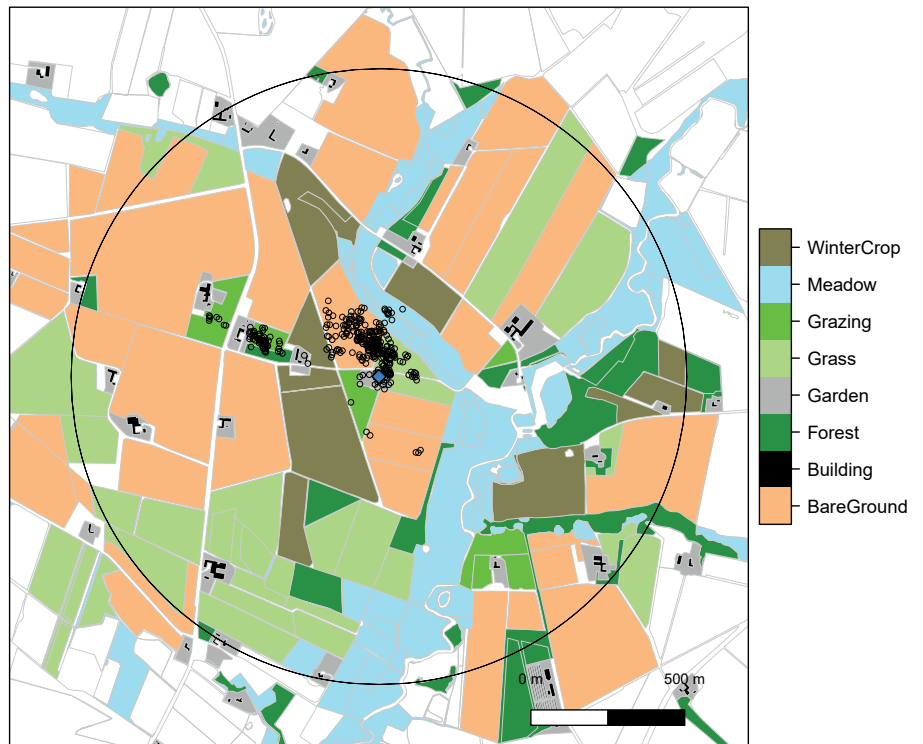 WinterCrop
Meadow
Grazing
Grass
Garden
Forest
Building
BareGround
0 m 500 m